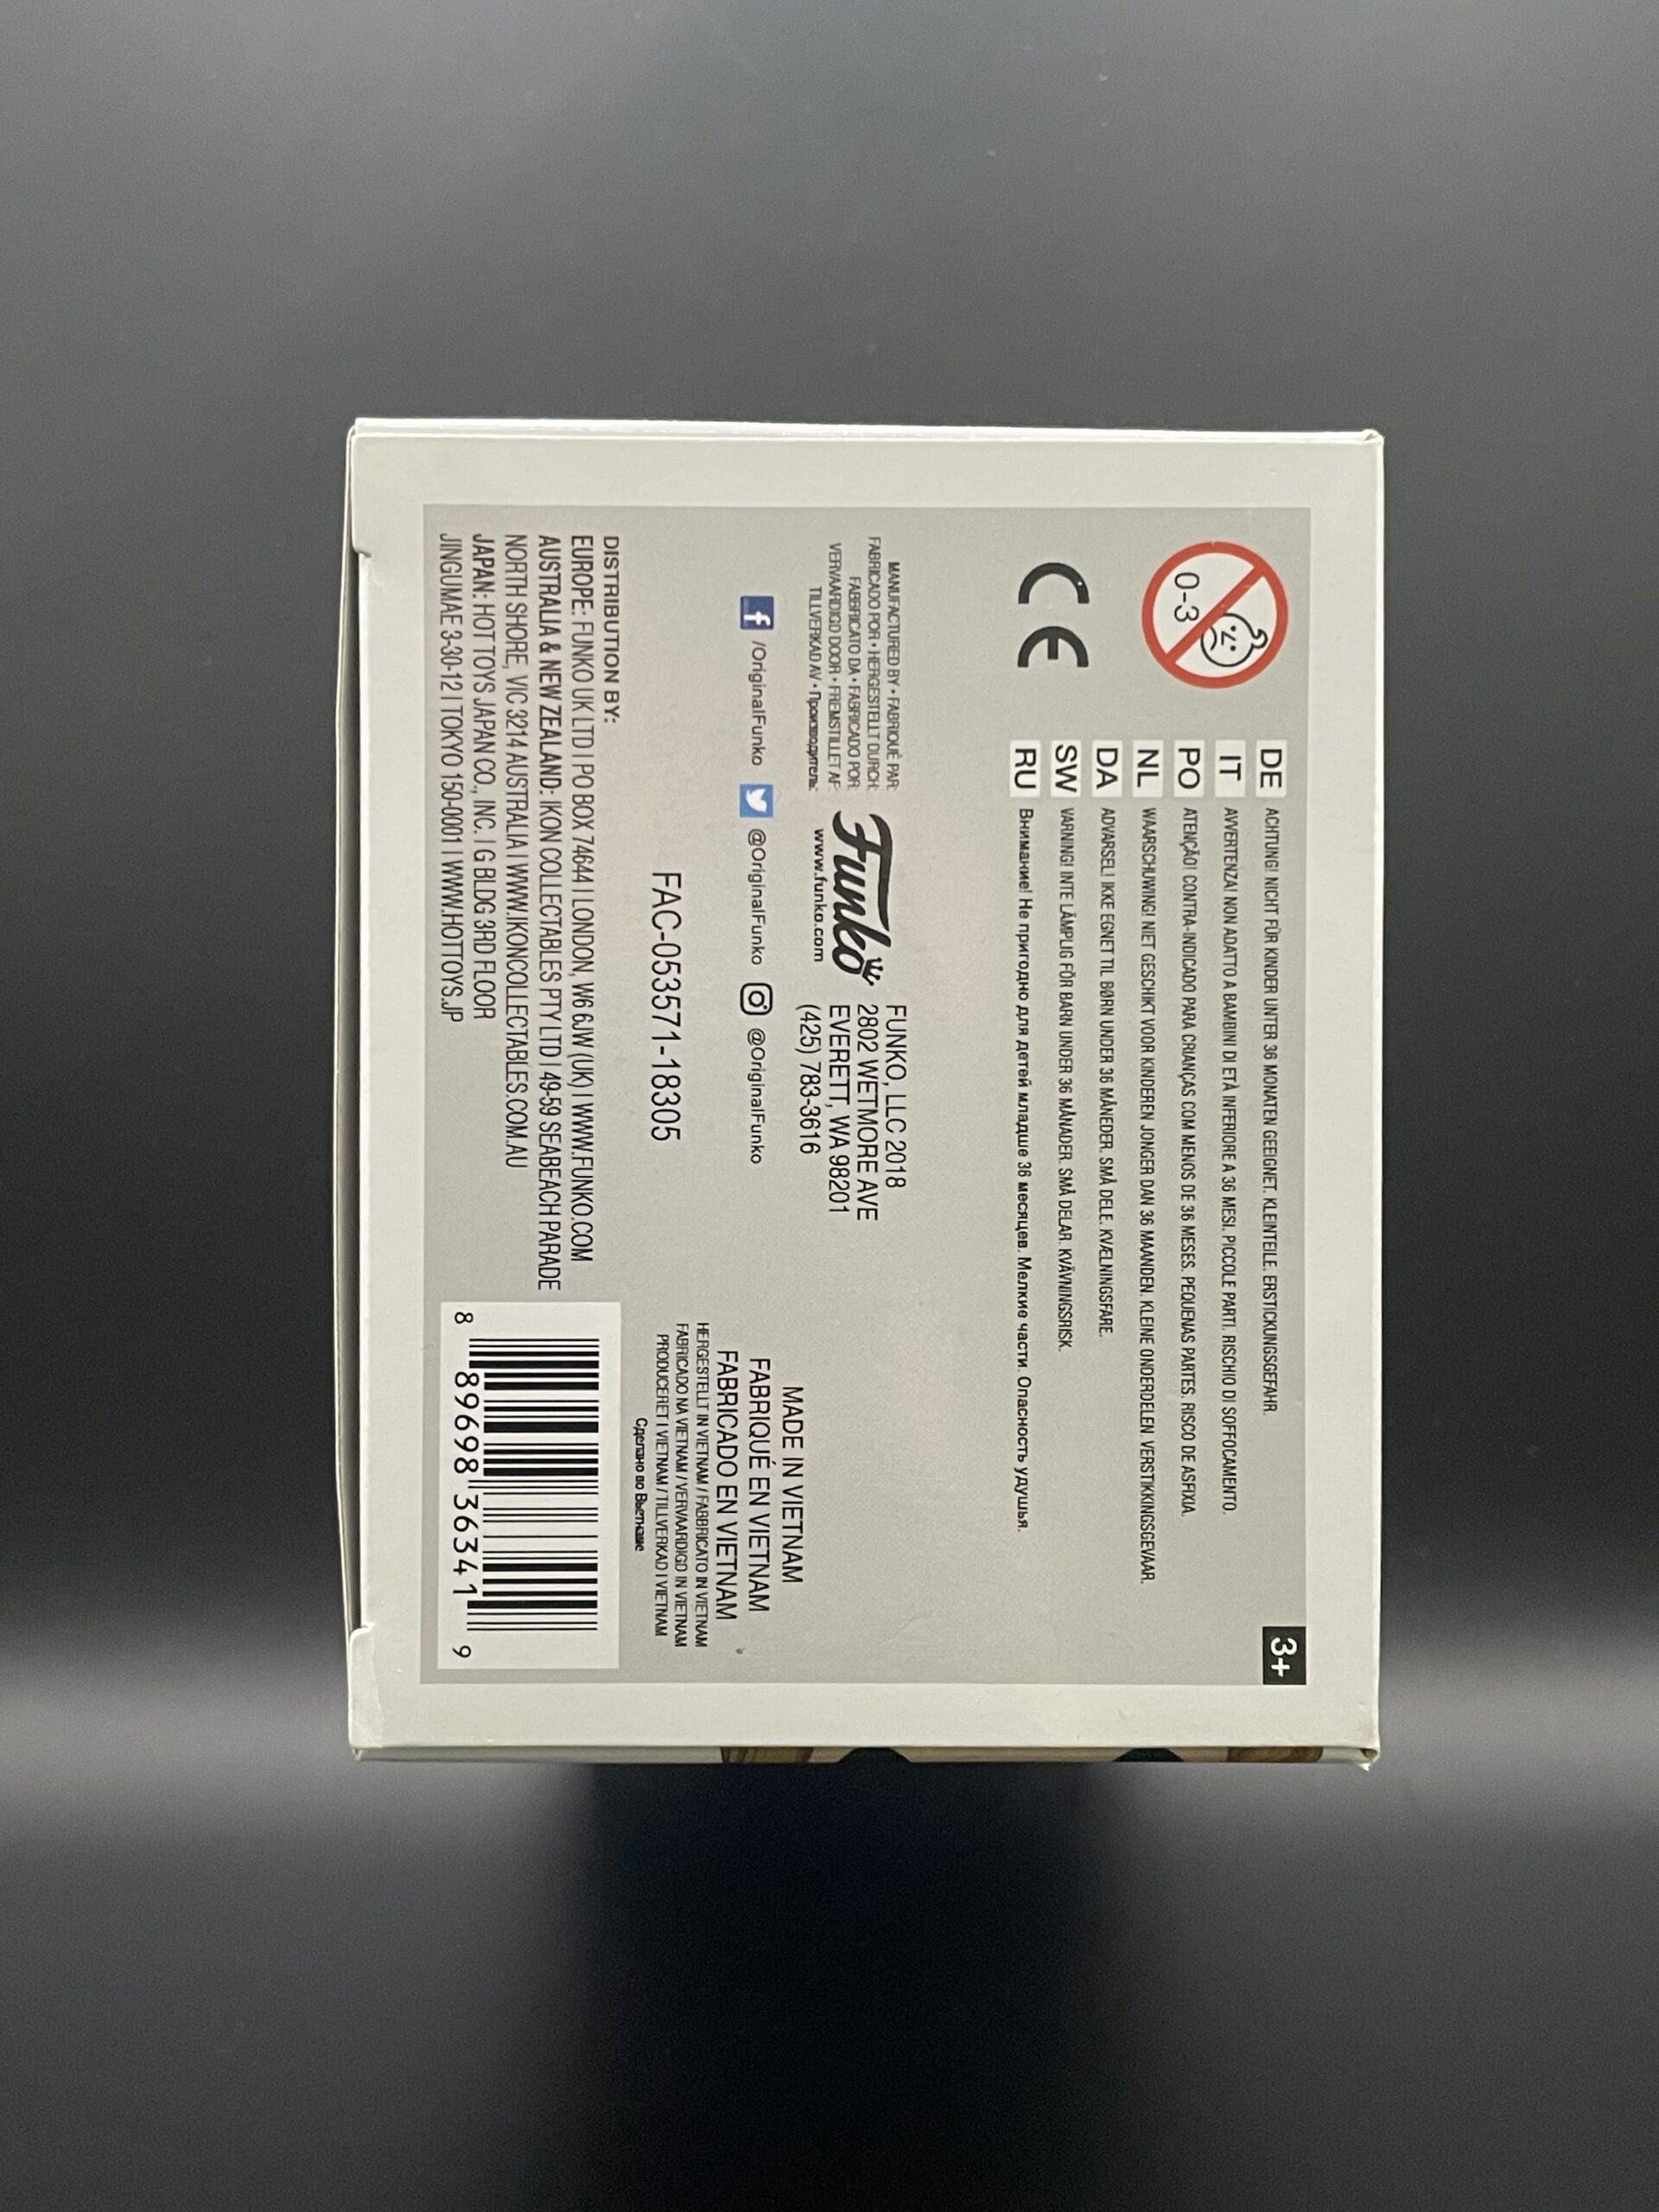 0-3
3+
DE ACHTUNG! NICHT FÜR KINDER UNTER 36 MONATEN GEEIGNET. KLEINTEILE. ERSTICKUNGSGEFAHR.
IT AVVERTENZA! NON ADATTO A BAMBINI DI ETÀ INFERIORE A 36 MESI. PICCOLE PARTI. RISCHIO DI SOFFOCAMENTO.
PO ATENÇÃO! CONTRA-INDICADO PARA CRIANÇAS COM MENOS DE 36 MESES. PEQUENAS PARTES. RISCO DE ASFIXIA.
NL WAARSCHUWING! NIET GESCHIKT VOOR KINDEREN JONGER DAN 36 MAANDEN. KLEINE ONDERDELEN. VERSTIKKINGSGEVAAR.
DA ADVARSEL! IKKE EGNET TIL BØRN UNDER 36 MÅNEDER. SMÅ DELE. KVÆLNINGSFARE.
SW VARNING! INTE LÄMPLIG FÖR BARN UNDER 36 MÅNADER. SMÅ DELAR. KVÄVNINGSRISK.
RU Внимание! Не пригодно для детей младше 36 месяцев. Мелкие части. Опасность удушья.
CE
MANUFACTURED BY • FABRIQUÉ PAR:
FABRICADO POR • HERGESTELLT DURCH:
FABBRICATO DA • FABRICADO POR:
VERVAARDIGD DOOR • FREMSTILLET AF:
TILLVERKAD AV • Производитель:
Funko
www.funko.com
FUNKO, LLC 2018
2802 WETMORE AVE
EVERETT, WA 98201
(425) 783-3616
/OriginalFunko @OriginalFunko @OriginalFunko
FAC-053571-18305
MADE IN VIETNAM
FABRIQUÉ EN VIETNAM
FABRICADO EN VIETNAM
HERGESTELLT IN VIETNAM / FABBRICATO IN VIETNAM
FABRICADO NA VIETNAM / VERVAARDIGD IN VIETNAM
PRODUCERET I VIETNAM / TILLVERKAD I VIETNAM
Сделано во Вьетнаме
DISTRIBUTION BY:
EUROPE: FUNKO UK LTD | PO BOX 74644 | LONDON, W6 6JW (UK) | WWW.FUNKO.COM
AUSTRALIA & NEW ZEALAND: IKON COLLECTABLES PTY LTD | 49-59 SEABEACH PARADE
NORTH SHORE, VIC 3214 AUSTRALIA | WWW.IKONCOLLECTABLES.COM.AU
JAPAN: HOT TOYS JAPAN CO., INC. | G BLDG 3RD FLOOR
JINGUMAE 3-30-12 | TOKYO 150-0001 | WWW.HOTTOYS.JP
8 89698 36341 9